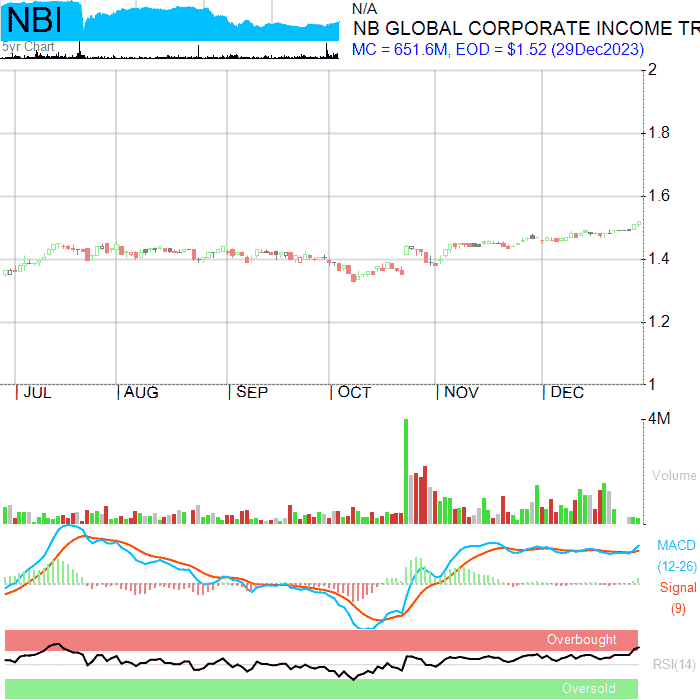 NBI
5yr Chart
N/A
NB GLOBAL CORPORATE INCOME TR
MC = 651.6M, EOD = $1.52 (29Dec2023)
2
1.8
1.6
1.4
1.2
1
JUL AUG SEP OCT NOV DEC
4M
Volume
MACD
(12-26)
Signal
(9)
Overbought
RSI(14)
Oversold